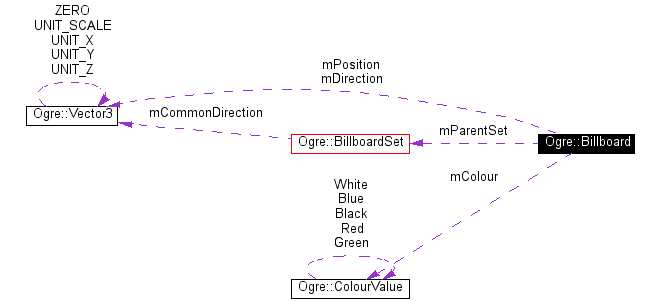 ZERO
UNIT_SCALE
UNIT_X
UNIT_Y
UNIT_Z
Ogre::Vector3
mPosition
mDirection
mCommonDirection
Ogre::BillboardSet
mParentSet
Ogre::Billboard
mColour
White
Blue
Black
Red
Green
Ogre::ColourValue